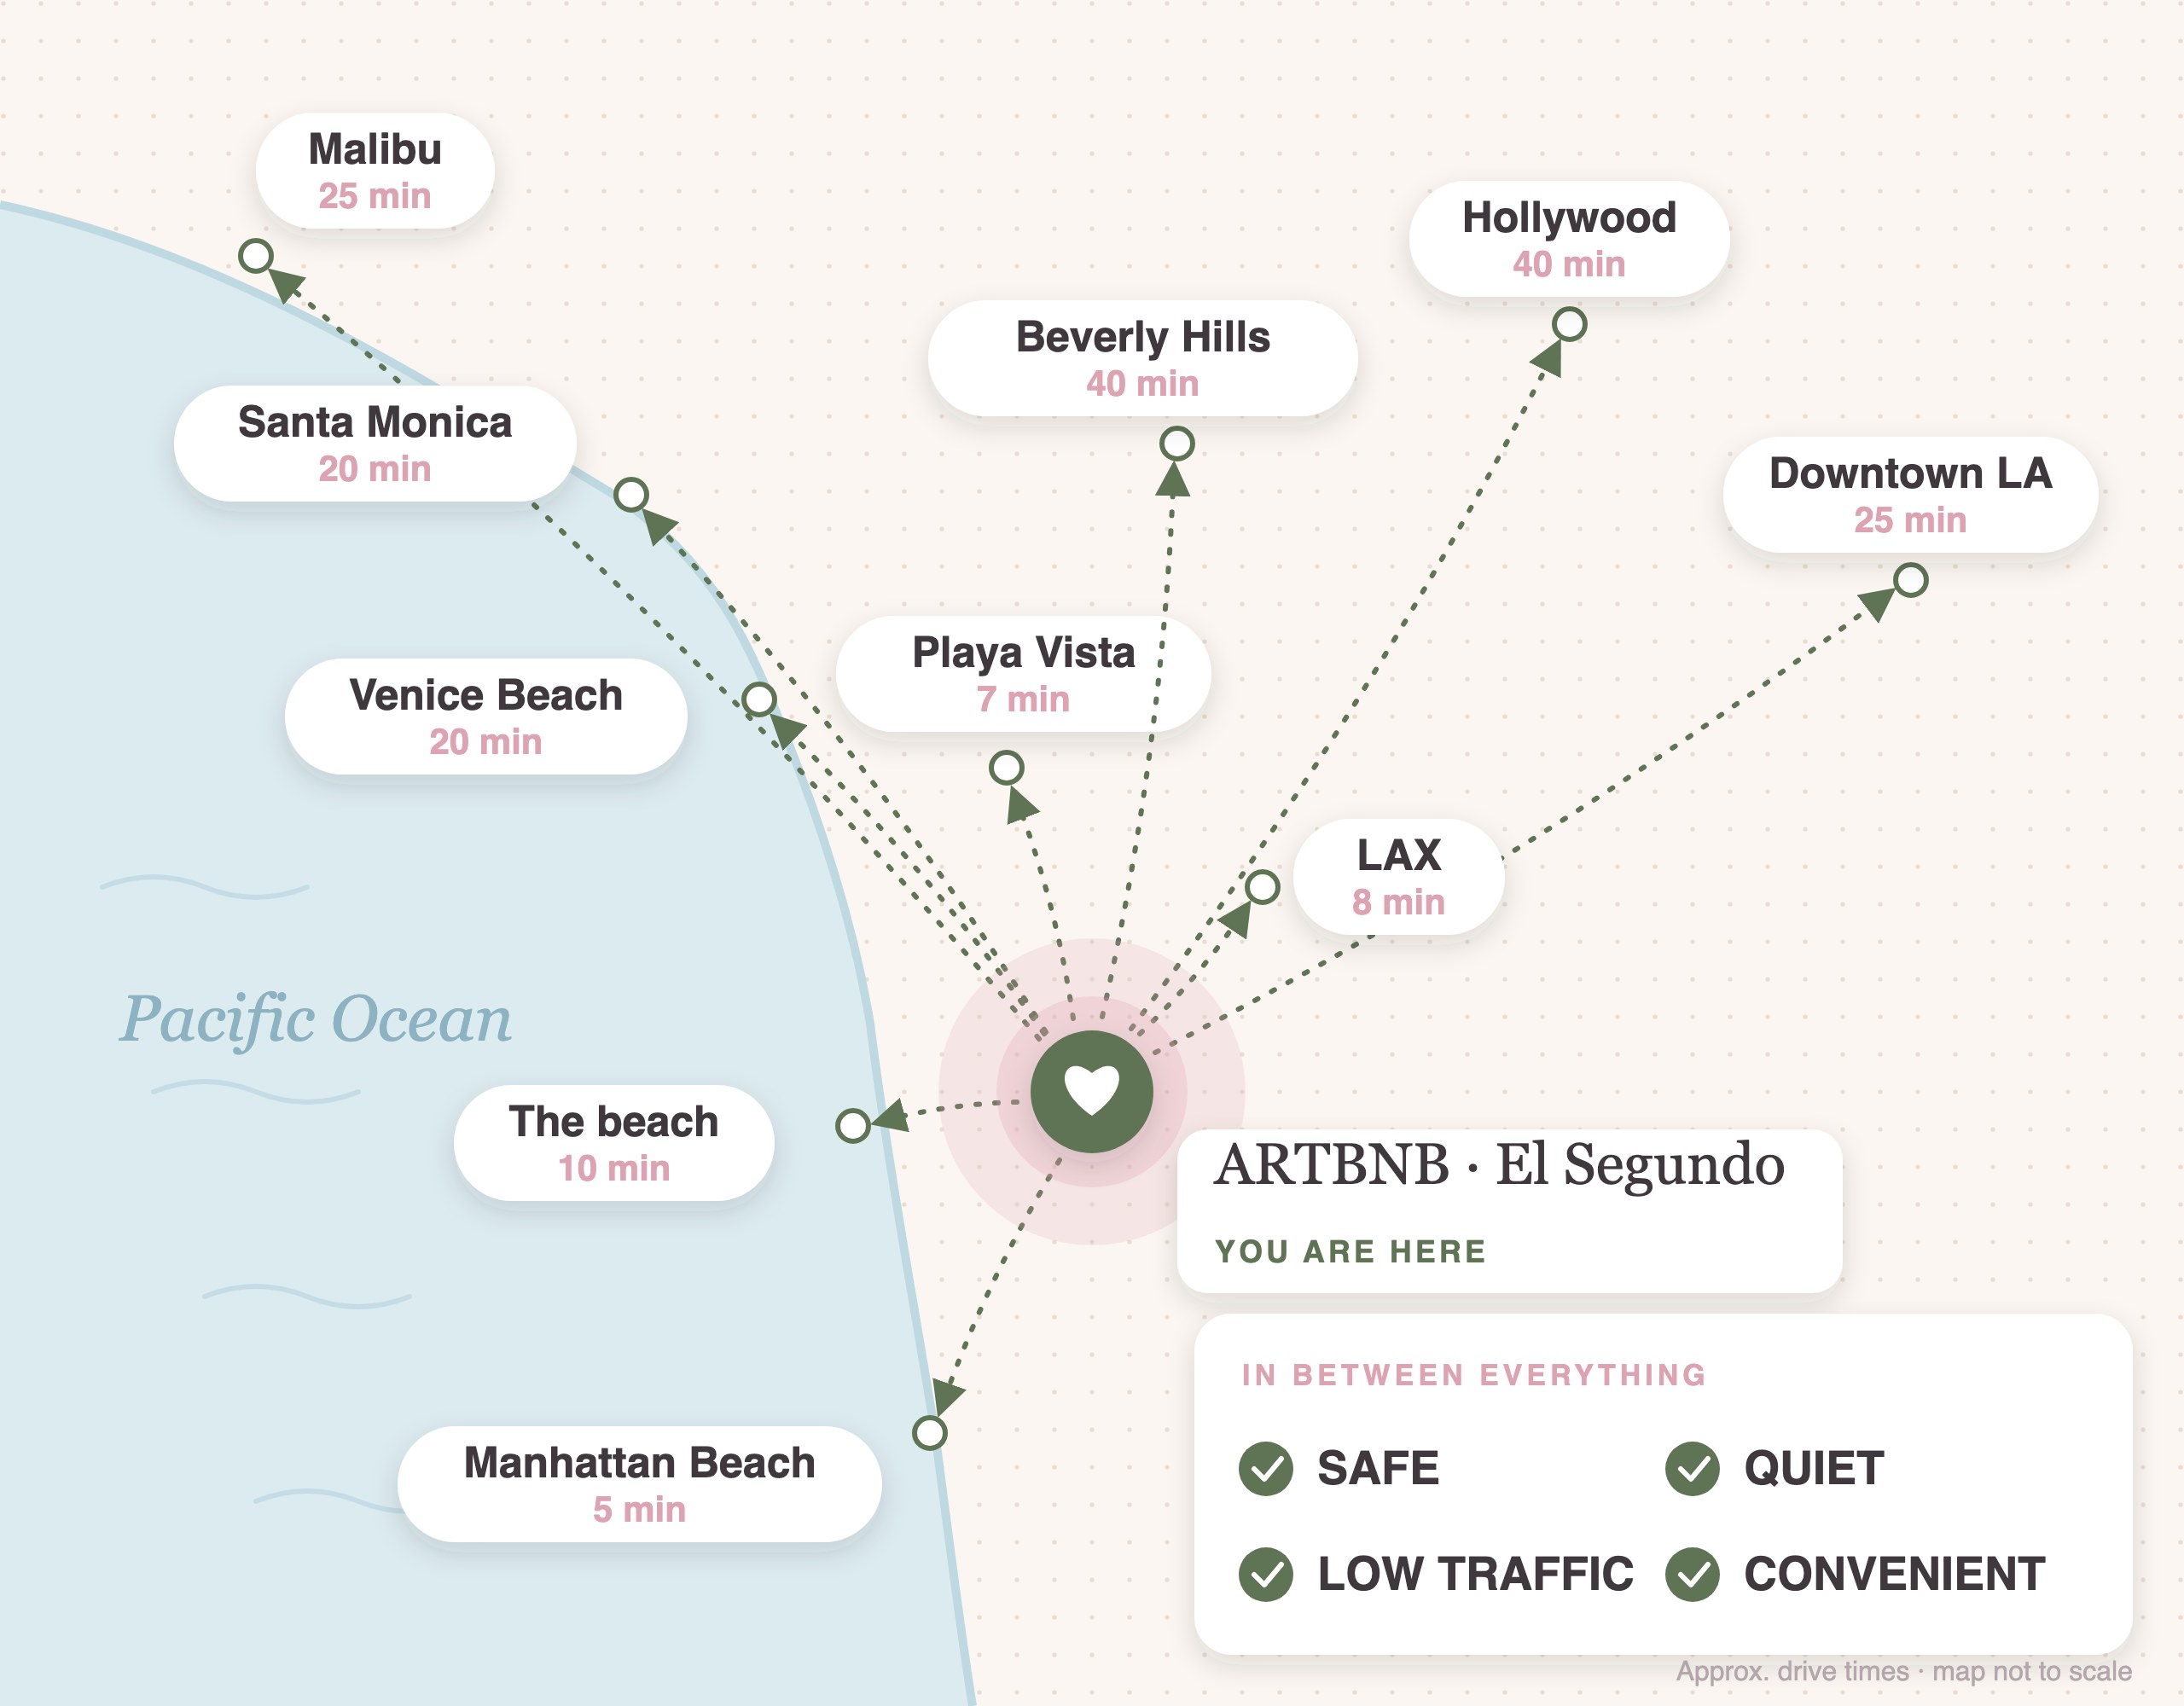 Malibu
25 min
Hollywood
40 min
Beverly Hills
40 min
Santa Monica
20 min
Downtown LA
25 min
Playa Vista
7 min
Venice Beach
20 min
LAX
8 min
Pacific Ocean
The beach
10 min
ARTBNB · El Segundo
YOU ARE HERE
IN BETWEEN EVERYTHING
SAFE
QUIET
LOW TRAFFIC
CONVENIENT
Manhattan Beach
5 min
Approx. drive times · map not to scale